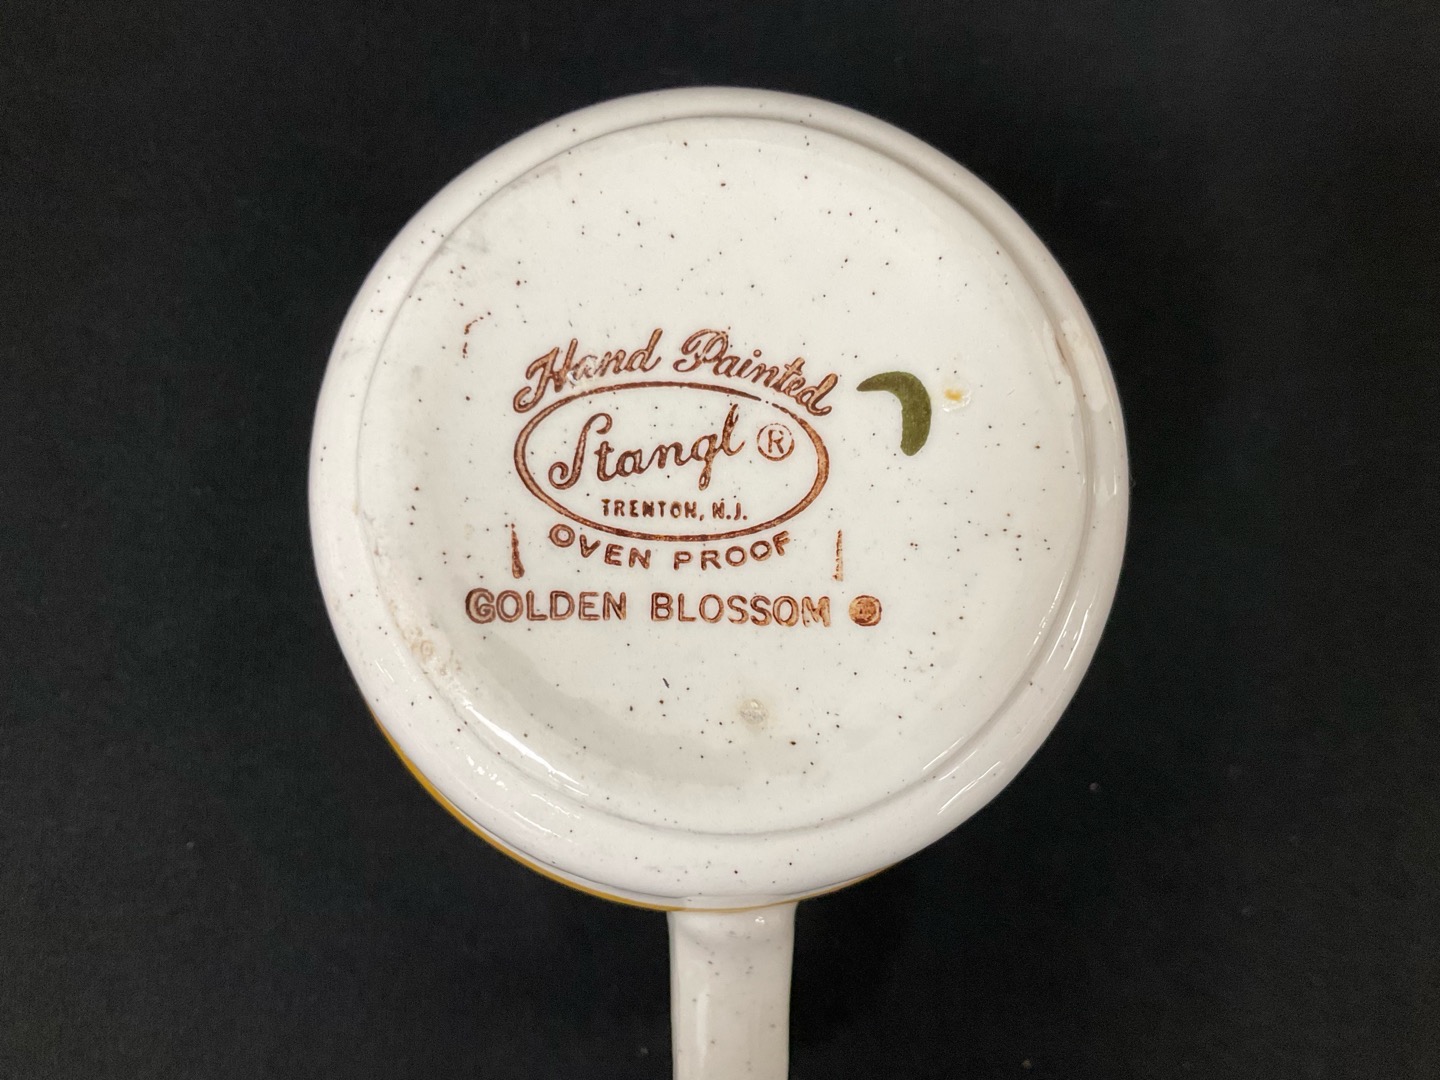 Hand Painted
Stangl ®
TRENTON, N.J.
OVEN PROOF
GOLDEN BLOSSOM